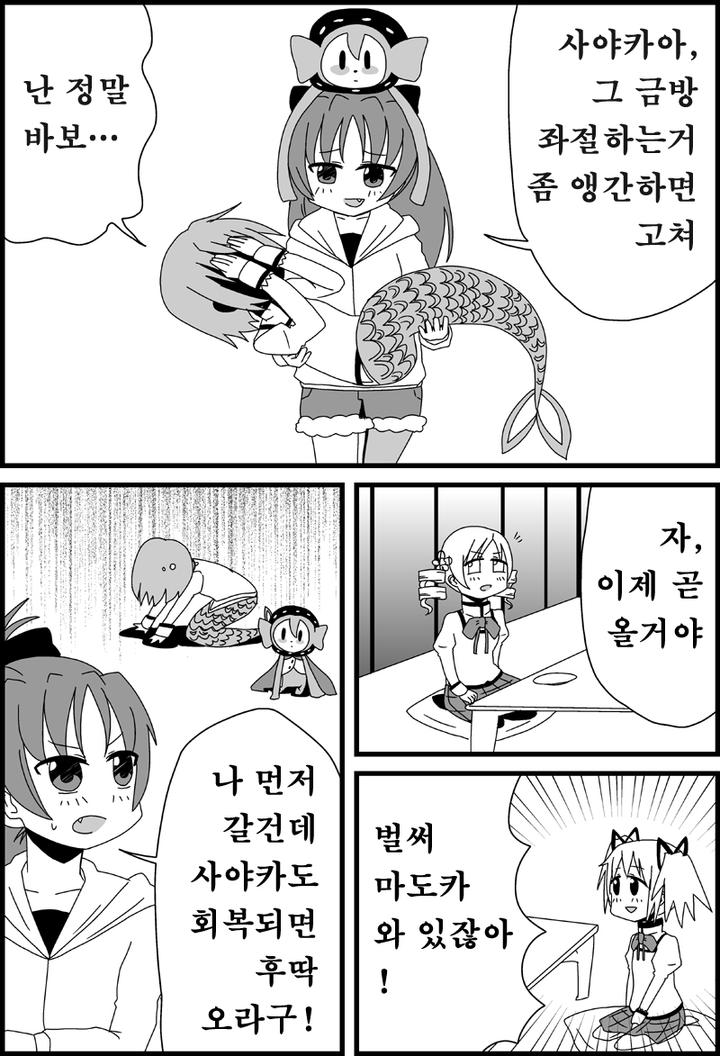 사야카아,
그 금방
좌절하는거
좀 앵간하면
고쳐
난 정말
바보…
자,
이제 곧
올거야
벌써
마도카
와 있잖아
!
나 먼저
갈건데
사야카도
회복되면
후딱
오라구!